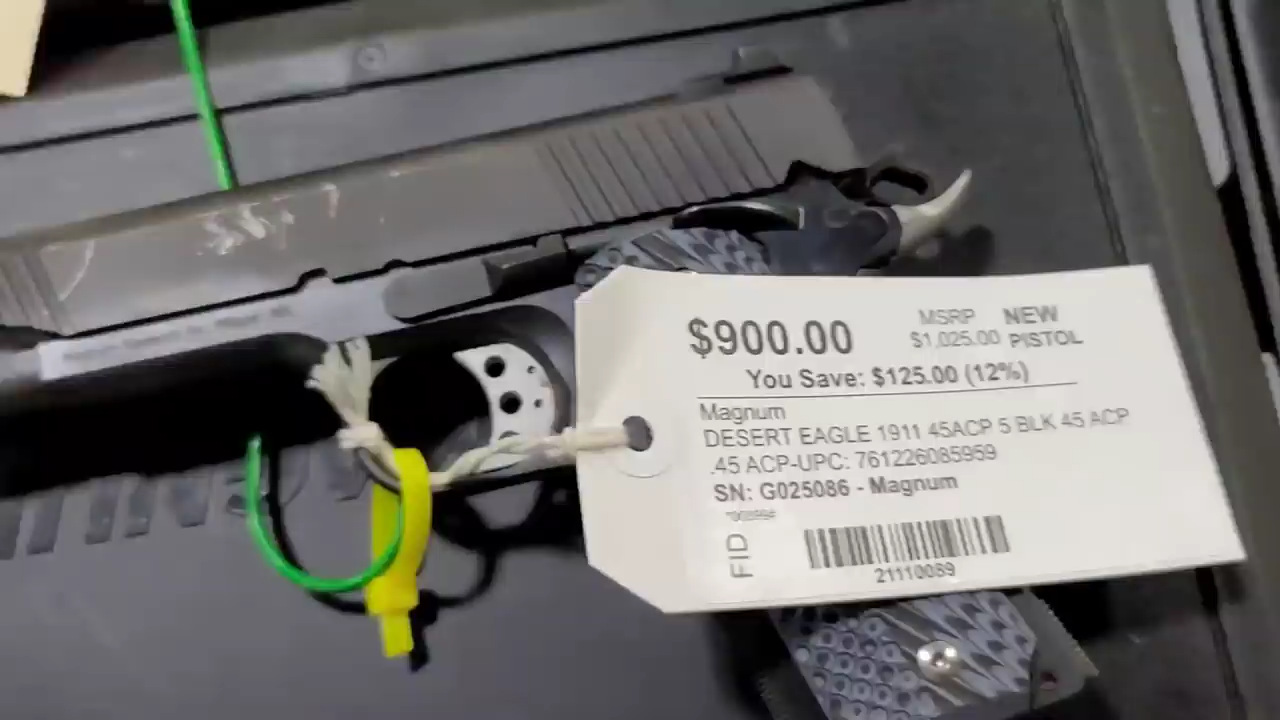 $900.00
MSRP NEW
$1,025.00 PISTOL
You Save: $125.00 (12%)
Magnum
DESERT EAGLE 1911 45ACP 5 BLK 45 ACP
.45 ACP-UPC: 761226085959
SN: G025086 - Magnum
FID
21110089